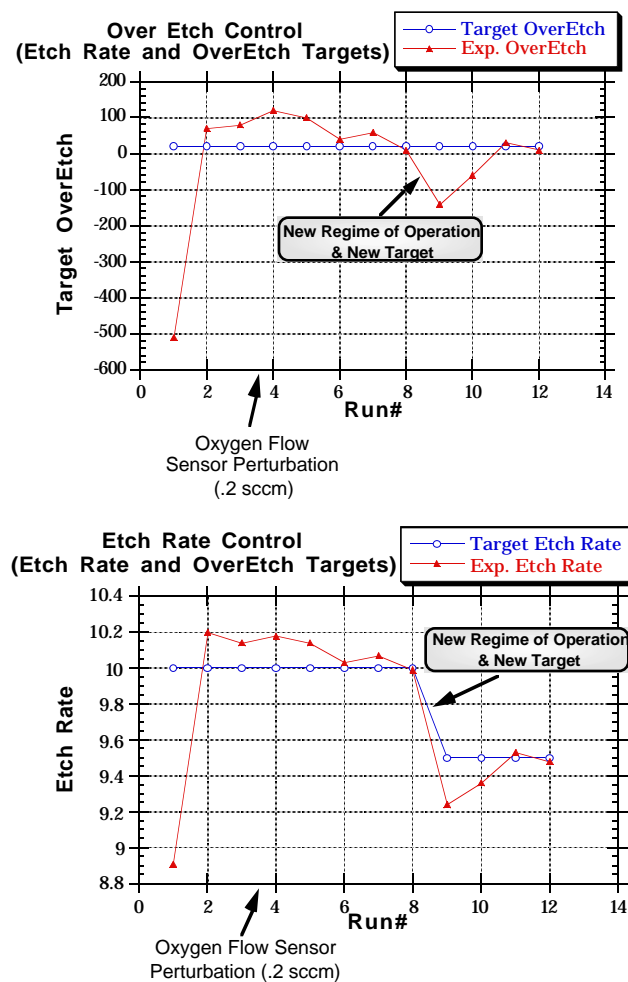 Over Etch Control
(Etch Rate and OverEtch Targets)
Target OverEtch
Exp. OverEtch
200
100
0
-100
-200
-300
-400
-500
-600
Target OverEtch
New Regime of Operation
& New Target
0
2
4
6
8
10
12
14
Run#
Oxygen Flow
Sensor Perturbation
(.2 sccm)
Etch Rate Control
(Etch Rate and OverEtch Targets)
Target Etch Rate
Exp. Etch Rate
10.4
10.2
10
9.8
9.6
9.4
9.2
9
8.8
Etch Rate
New Regime of Operation
& New Target
0
2
4
6
8
10
12
14
Run#
Oxygen Flow Sensor
Perturbation (.2 sccm)